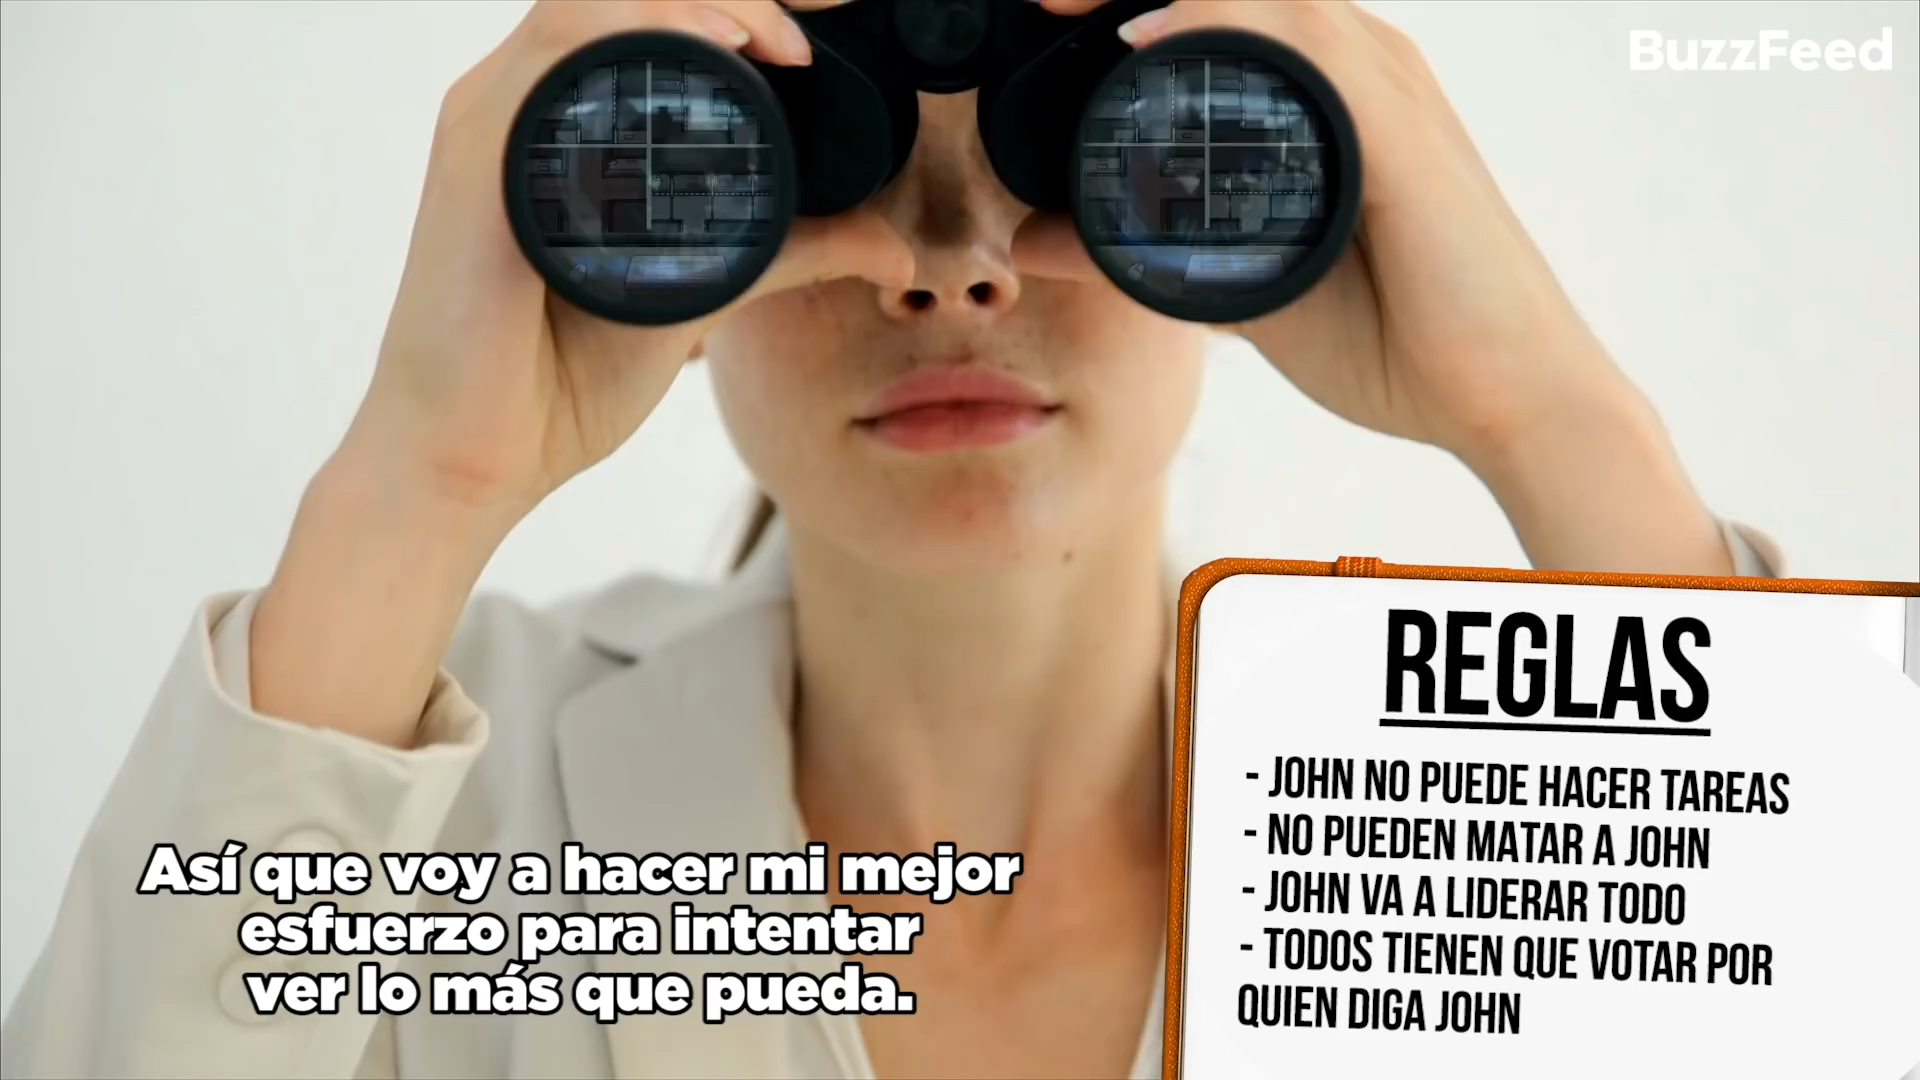 BuzzFeed
REGLAS
- JOHN NO PUEDE HACER TAREAS
- NO PUEDEN MATAR A JOHN
- JOHN VA A LIDERAR TODO
- TODOS TIENEN QUE VOTAR POR
QUIEN DIGA JOHN
Así que voy a hacer mi mejor
esfuerzo para intentar
ver lo más que pueda.